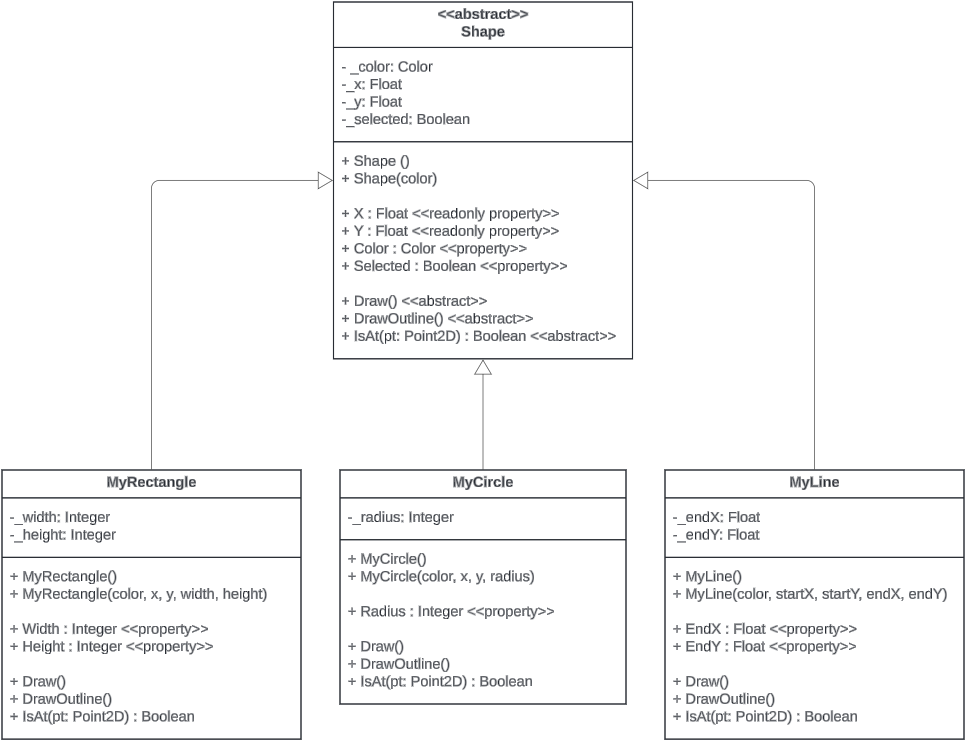 <<abstract>>
Shape
- _color: Color
-_x: Float
-_y: Float
-_selected: Boolean
+ Shape ()
+ Shape(color)
+ X : Float <<readonly property>>
+ Y : Float <<readonly property>>
+ Color : Color <<property>>
+ Selected : Boolean <<property>>
+ Draw() <<abstract>>
+ DrawOutline() <<abstract>>
+ IsAt(pt: Point2D) : Boolean <<abstract>>
MyRectangle
-_width: Integer
-_height: Integer
+ MyRectangle()
+ MyRectangle(color, x, y, width, height)
+ Width : Integer <<property>>
+ Height : Integer <<property>>
+ Draw()
+ DrawOutline()
+ IsAt(pt: Point2D) : Boolean
MyCircle
-_radius: Integer
+ MyCircle()
+ MyCircle(color, x, y, radius)
+ Radius : Integer <<property>>
+ Draw()
+ DrawOutline()
+ IsAt(pt: Point2D) : Boolean
MyLine
-_endX: Float
-_endY: Float
+ MyLine()
+ MyLine(color, startX, startY, endX, endY)
+ EndX : Float <<property>>
+ EndY : Float <<property>>
+ Draw()
+ DrawOutline()
+ IsAt(pt: Point2D) : Boolean